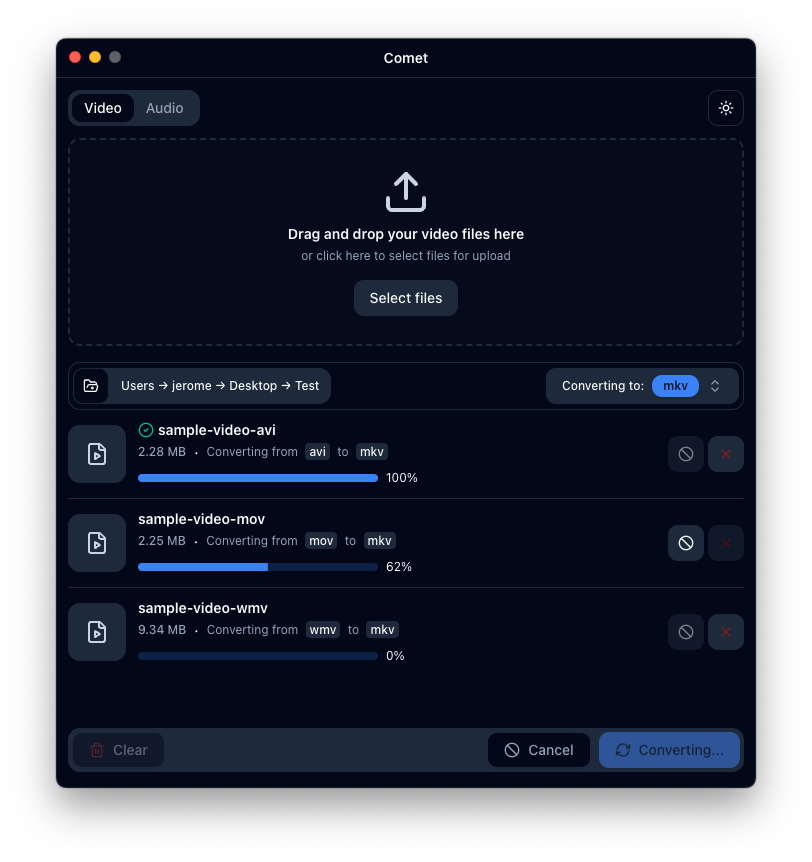 Comet
Video Audio
Drag and drop your video files here
or click here to select files for upload
Select files
Users → jerome → Desktop → Test Converting to: mkv
sample-video-avi
2.28 MB • Converting from avi to mkv
100%
sample-video-mov
2.25 MB • Converting from mov to mkv
62%
sample-video-wmv
9.34 MB • Converting from wmv to mkv
0%
Clear Cancel Converting...